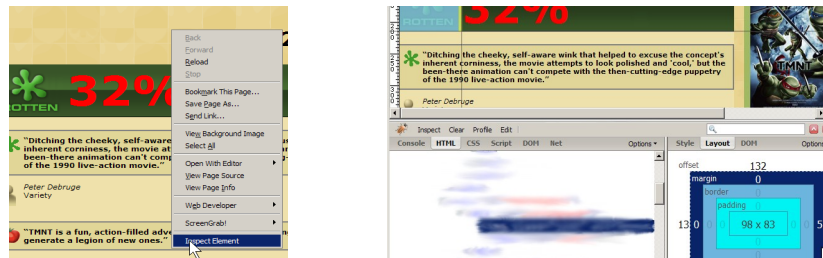 Back
Forward
Reload
Stop
Bookmark This Page...
Save Page As...
Send Link...
View Background Image
Select All
Open With Editor
View Page Source
View Page Info
Web Developer
ScreenGrab!
Inspect Element
2
ROTTEN
32%
"Ditching the cheeky, self-aware
inherent corniness, the movie at
been-there animation can't comp
of the 1990 live-action movie."
Peter Debruge
Variety
"TMNT is a fun, action-filled adve
generate a legion of new ones."
ROTTEN
32%
"Ditching the cheeky, self-aware wink that helped to excuse the concept's
inherent corniness, the movie attempts to look polished and 'cool,' but the
been-there animation can't compete with the then-cutting-edge puppetry
of the 1990 live-action movie."
Peter Debruge
TMNT
Inspect Clear Profile Edit
Console HTML CSS Script DOM Net Options
Style Layout DOM Options
offset 132
margin 0
border
padding
13 0 98 x 83 0 5